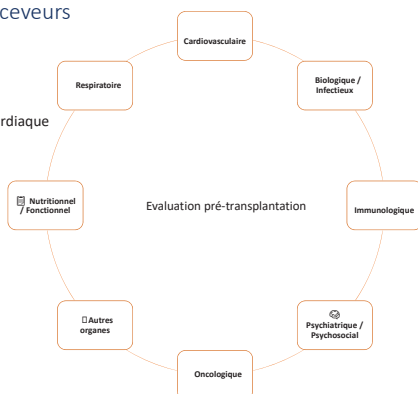 ceveurs
Cardiovasculaire
Respiratoire
Biologique /
Infectieux
rdiaque
Nutritionnel
/ Fonctionnel
Evaluation pré-transplantation
Immunologique
Autres
organes
Psychiatrique /
Psychosocial
Oncologique